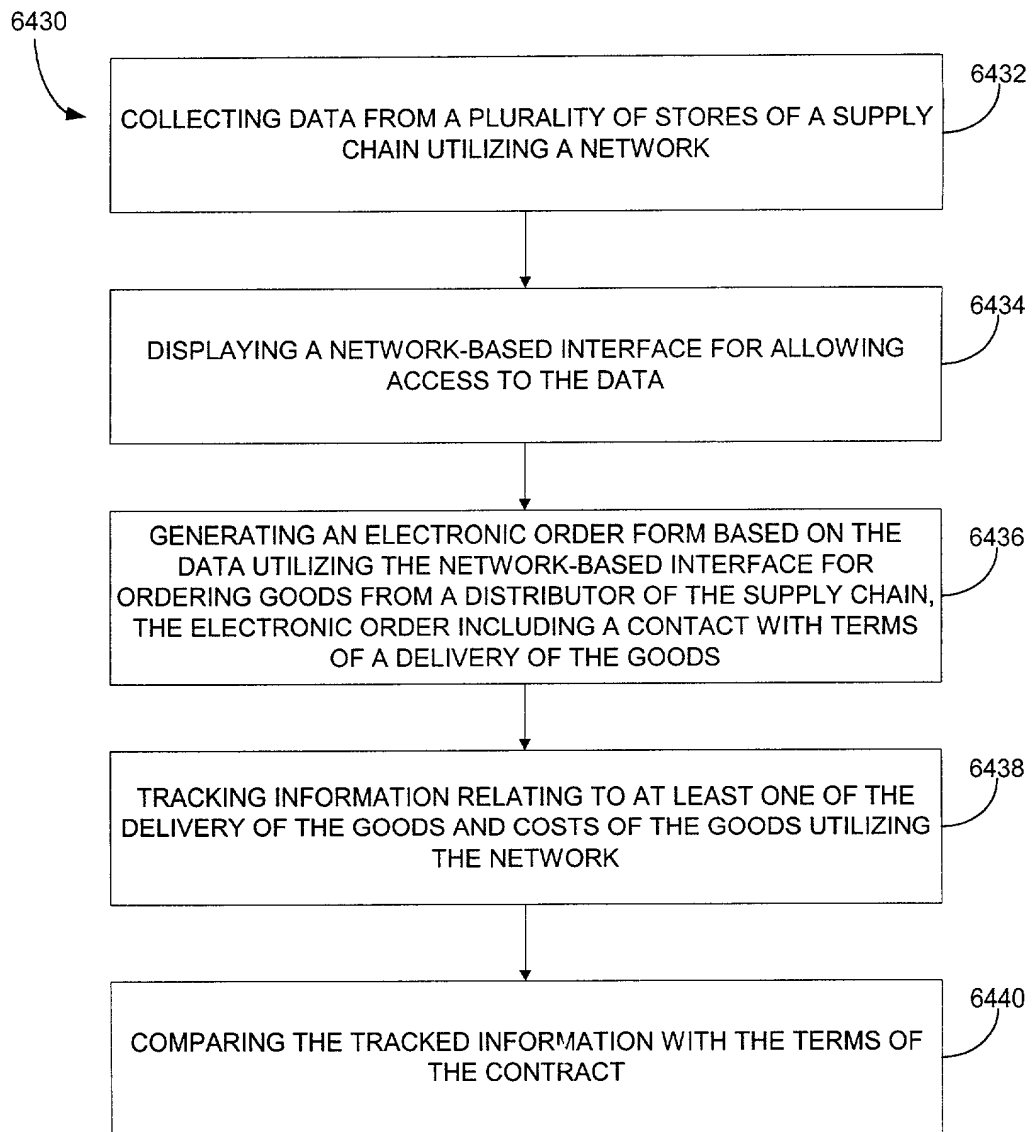 6430
6432
COLLECTING DATA FROM A PLURALITY OF STORES OF A SUPPLY
CHAIN UTILIZING A NETWORK
6434
DISPLAYING A NETWORK-BASED INTERFACE FOR ALLOWING
ACCESS TO THE DATA
6436
GENERATING AN ELECTRONIC ORDER FORM BASED ON THE
DATA UTILIZING THE NETWORK-BASED INTERFACE FOR
ORDERING GOODS FROM A DISTRIBUTOR OF THE SUPPLY CHAIN,
THE ELECTRONIC ORDER INCLUDING A CONTACT WITH TERMS
OF A DELIVERY OF THE GOODS
6438
TRACKING INFORMATION RELATING TO AT LEAST ONE OF THE
DELIVERY OF THE GOODS AND COSTS OF THE GOODS UTILIZING
THE NETWORK
6440
COMPARING THE TRACKED INFORMATION WITH THE TERMS OF
THE CONTRACT